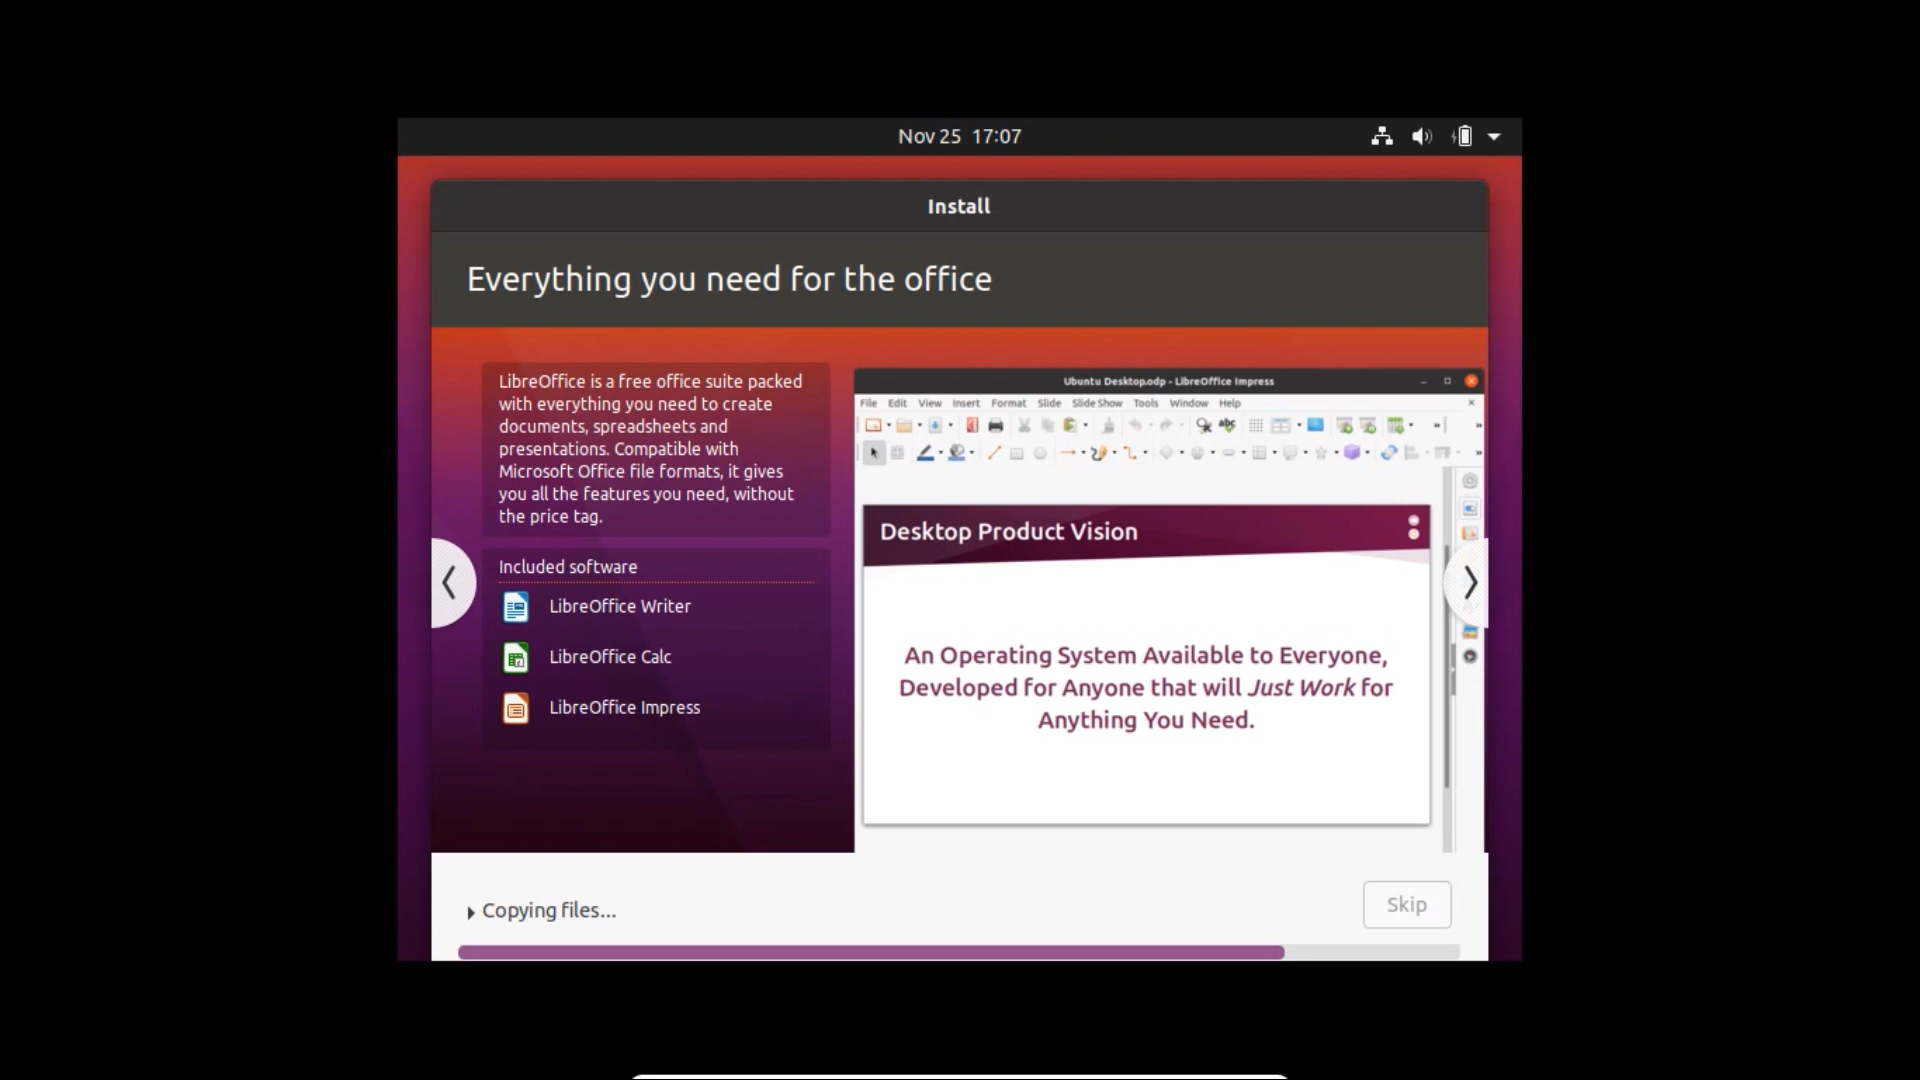 Nov 25 17:07
Install
Everything you need for the office
LibreOffice is a free office suite packed
with everything you need to create
documents, spreadsheets and
presentations. Compatible with
Microsoft Office file formats, it gives
you all the features you need, without
the price tag.
Included software
LibreOffice Writer
LibreOffice Calc
LibreOffice Impress
Ubuntu Desktop.odp - LibreOffice Impress
File Edit View Insert Format Slide Slide Show Tools Window Help
Desktop Product Vision
An Operating System Available to Everyone,
Developed for Anyone that will Just Work for
Anything You Need.
Copying files...
Skip